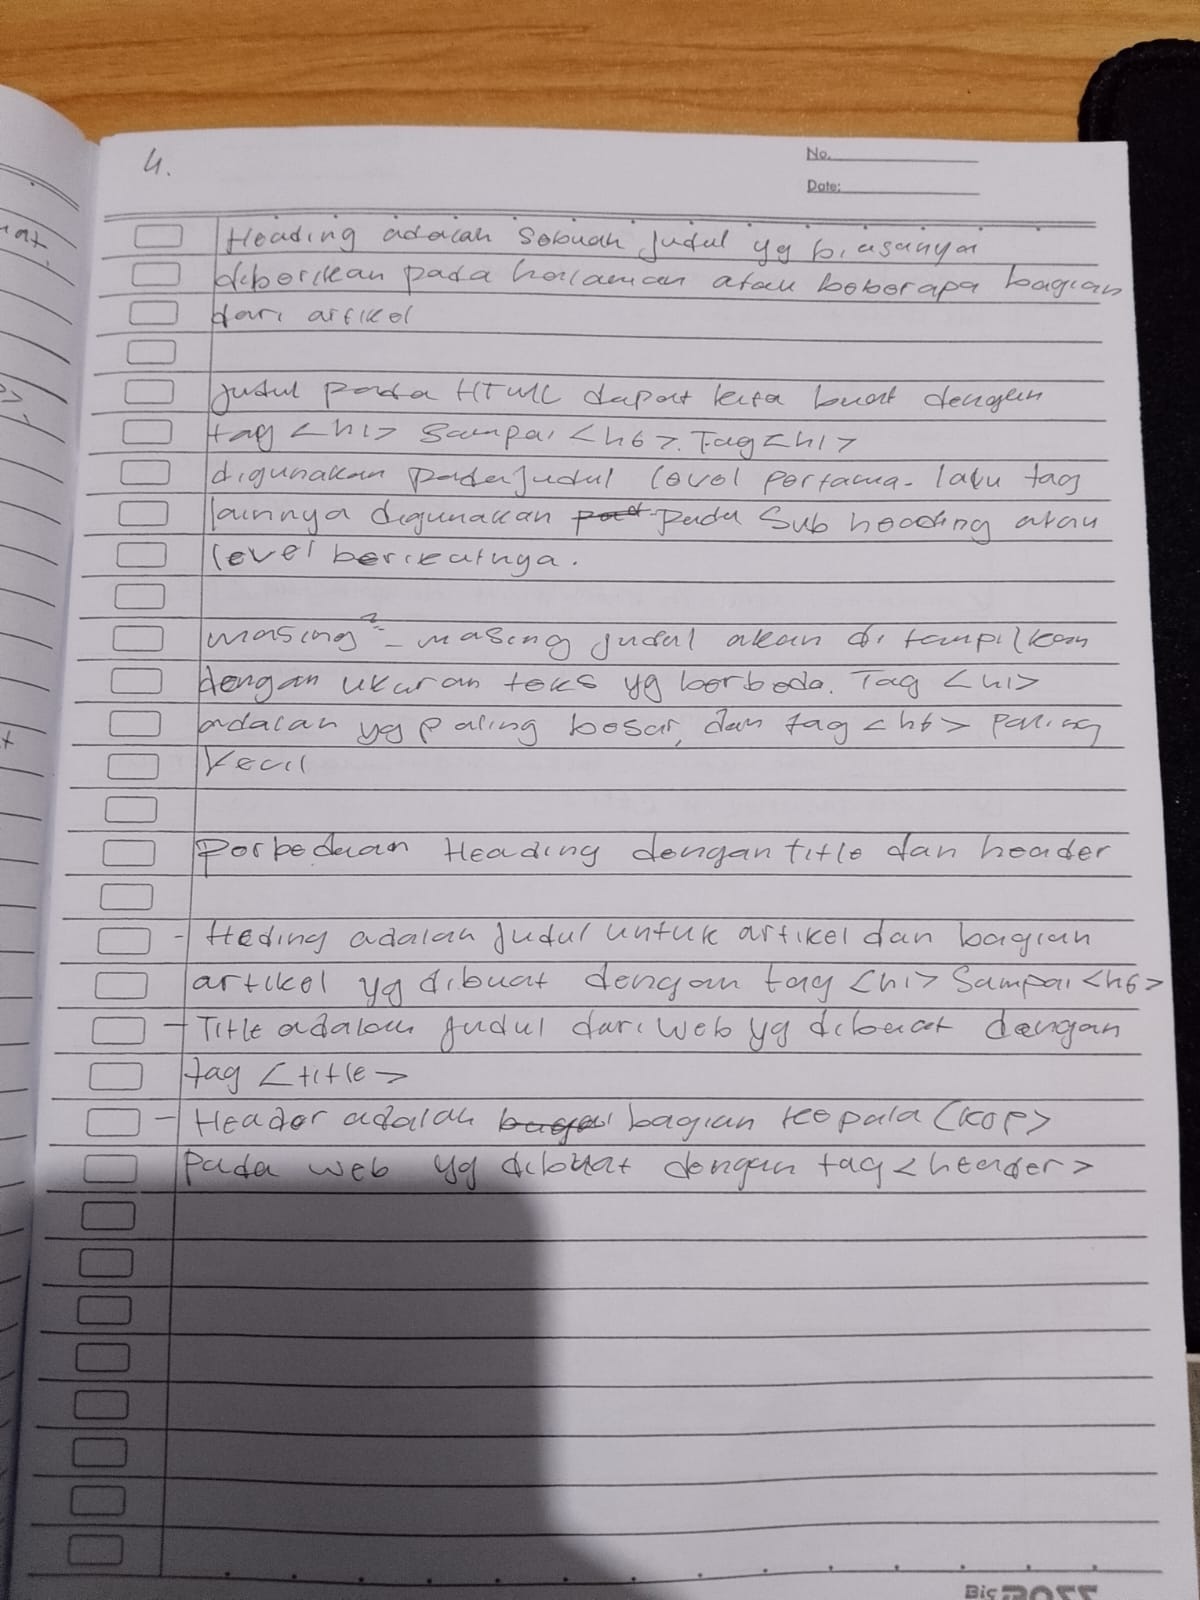 4.
No.
Date:
Heading adalah sebuah judul yg biasanya
diberikan pada halaman atau beberapa bagian
dari artikel
judul pada HTML dapat kita buat dengan
tag <h1> sampai <h6>. Tag <h1>
digunakan pada judul level pertama. lalu tag
lainnya digunakan pada sub heading atau
level berikutnya.
masing² - masing judul akan di tampilkan
dengan ukuran teks yg berbeda. Tag <h1>
adalah yg paling besar, dan tag <h6> paling
Kecil
Perbedaan Heading dengan title dan header
- Heding adalah judul untuk artikel dan bagian
artikel yg dibuat dengan tag <h1> sampai <h6>
- Title adalah judul dari web yg dibuat dengan
tag <title>
- Header adalah bagian kepala (kop>
pada web yg dibuat dengan tag <header>
Big BOSS